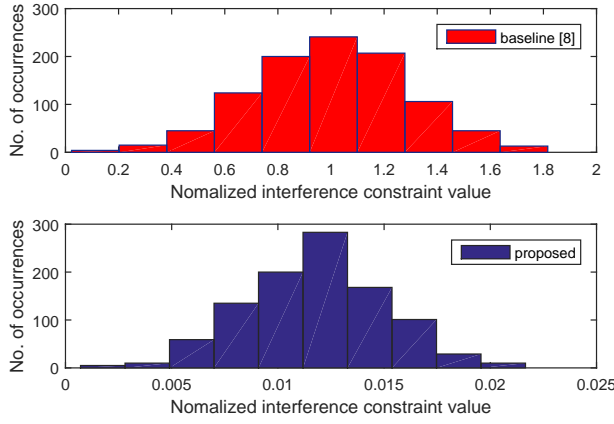 300
200
100
0
No. of occurrences
baseline [8]
0 0.2 0.4 0.6 0.8 1 1.2 1.4 1.6 1.8 2
Nomalized interference constraint value
300
200
100
0
No. of occurrences
proposed
0 0.005 0.01 0.015 0.02 0.025
Nomalized interference constraint value